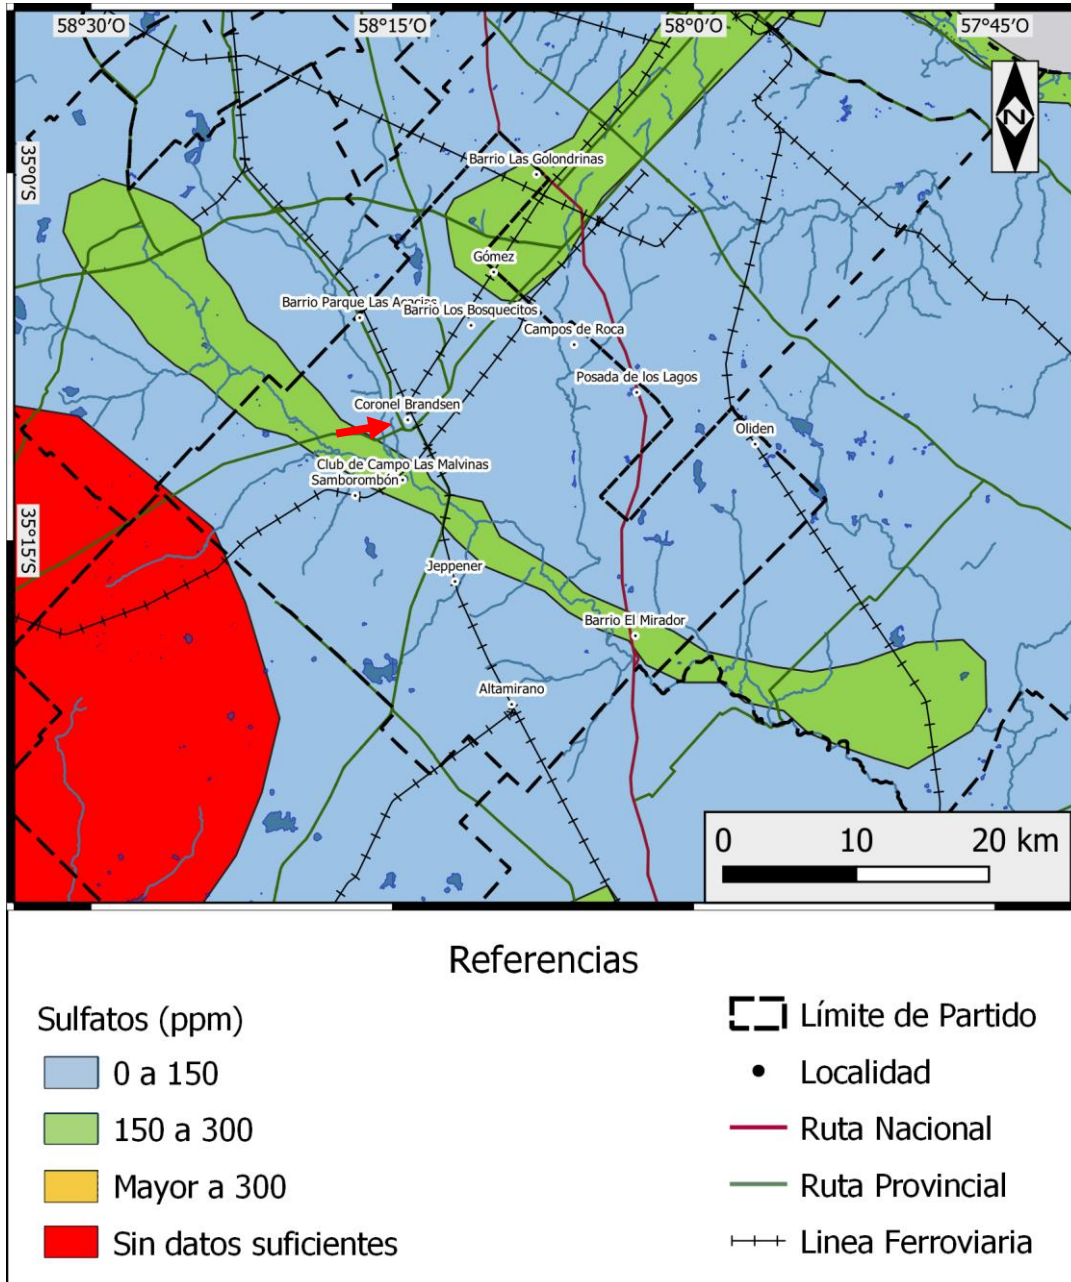 58°30′O 58°15′O 58°0′O 57°45′O
N
35°0′S
Barrio Las Golondrinas
Gómez
Barrio Parque Las Acacias
Barrio Los Bosquecitos
Campos de Roca
Posada de los Lagos
Coronel Brandsen
Oliden
Club de Campo Las Malvinas
Samborombón
35°15′S
Jeppener
Barrio El Mirador
Altamirano
0 10 20 km
Referencias
Sulfatos (ppm)
0 a 150
150 a 300
Mayor a 300
Sin datos suficientes
Límite de Partido
Localidad
Ruta Nacional
Ruta Provincial
Linea Ferroviaria